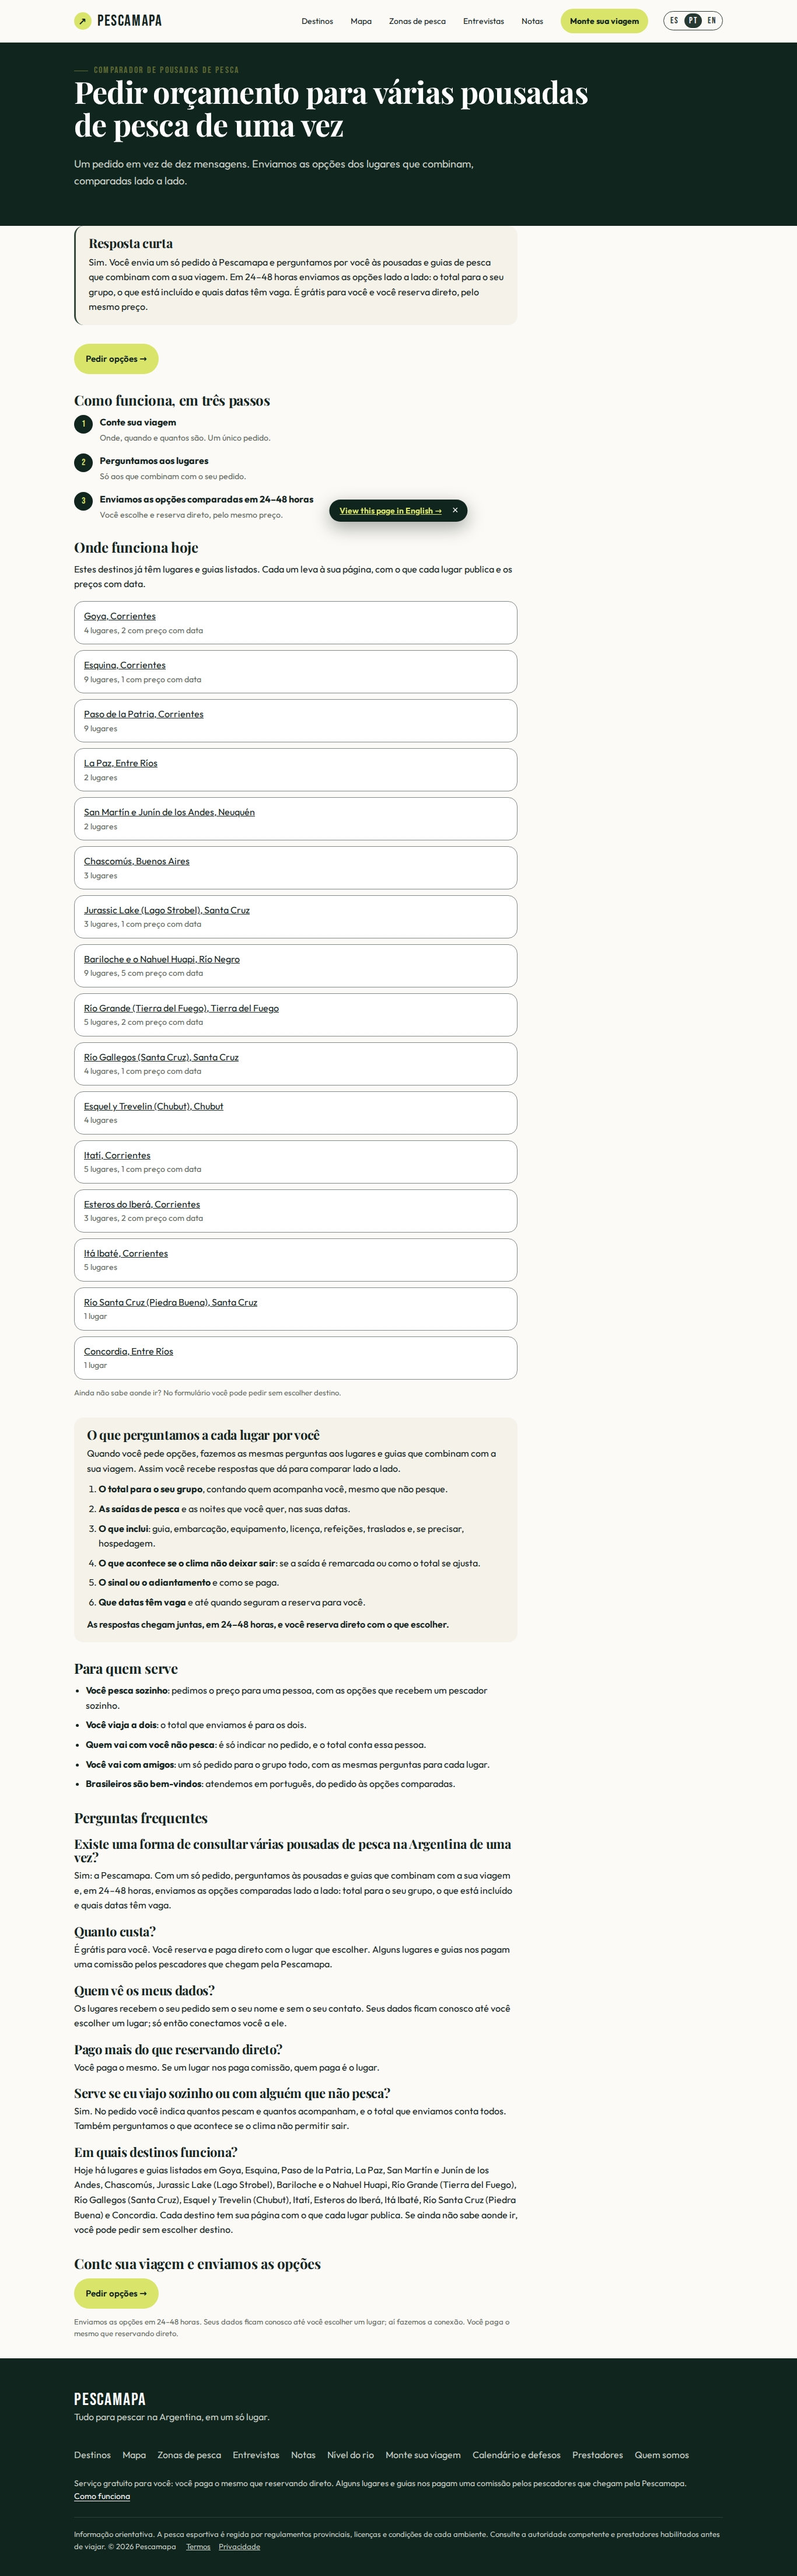 ↗ PESCAMAPA
Destinos Mapa Zonas de pesca Entrevistas Notas Monte sua viagem ES PT EN
COMPARADOR DE POUSADAS DE PESCA
Pedir orçamento para várias pousadas
de pesca de uma vez
Um pedido em vez de dez mensagens. Enviamos as opções dos lugares que combinam,
comparadas lado a lado.
Resposta curta
Sim. Você envia um só pedido à Pescamapa e perguntamos por você às pousadas e guias de pesca
que combinam com a sua viagem. Em 24–48 horas enviamos as opções lado a lado: o total para o seu
grupo, o que está incluído e quais datas têm vaga. É grátis para você e você reserva direto, pelo
mesmo preço.
Pedir opções →
Como funciona, em três passos
1 Conte sua viagem
Onde, quando e quantos são. Um único pedido.
2 Perguntamos aos lugares
Só aos que combinam com o seu pedido.
3 Enviamos as opções comparadas em 24–48 horas
Você escolhe e reserva direto, pelo mesmo preço.
View this page in English → ×
Onde funciona hoje
Estes destinos já têm lugares e guias listados. Cada um leva à sua página, com o que cada lugar publica e os
preços com data.
Goya, Corrientes
4 lugares, 2 com preço com data
Esquina, Corrientes
9 lugares, 1 com preço com data
Paso de la Patria, Corrientes
9 lugares
La Paz, Entre Ríos
2 lugares
San Martín e Junín de los Andes, Neuquén
2 lugares
Chascomús, Buenos Aires
3 lugares
Jurassic Lake (Lago Strobel), Santa Cruz
3 lugares, 1 com preço com data
Bariloche e o Nahuel Huapi, Río Negro
9 lugares, 5 com preço com data
Río Grande (Tierra del Fuego), Tierra del Fuego
5 lugares, 2 com preço com data
Río Gallegos (Santa Cruz), Santa Cruz
4 lugares, 1 com preço com data
Esquel y Trevelin (Chubut), Chubut
4 lugares
Itatí, Corrientes
5 lugares, 1 com preço com data
Esteros do Iberá, Corrientes
3 lugares, 2 com preço com data
Itá Ibaté, Corrientes
5 lugares
Río Santa Cruz (Piedra Buena), Santa Cruz
1 lugar
Concordia, Entre Ríos
1 lugar
Ainda não sabe aonde ir? No formulário você pode pedir sem escolher destino.
O que perguntamos a cada lugar por você
Quando você pede opções, fazemos as mesmas perguntas aos lugares e guias que combinam com a
sua viagem. Assim você recebe respostas que dá para comparar lado a lado.
1. O total para o seu grupo, contando quem acompanha você, mesmo que não pesque.
2. As saídas de pesca e as noites que você quer, nas suas datas.
3. O que inclui: guia, embarcação, equipamento, licença, refeições, traslados e, se precisar,
hospedagem.
4. O que acontece se o clima não deixar sair: se a saída é remarcada ou como o total se ajusta.
5. O sinal ou o adiantamento e como se paga.
6. Que datas têm vaga e até quando seguram a reserva para você.
As respostas chegam juntas, em 24–48 horas, e você reserva direto com o que escolher.
Para quem serve
• Você pesca sozinho: pedimos o preço para uma pessoa, com as opções que recebem um pescador
sozinho.
• Você viaja a dois: o total que enviamos é para os dois.
• Quem vai com você não pesca: é só indicar no pedido, e o total conta essa pessoa.
• Você vai com amigos: um só pedido para o grupo todo, com as mesmas perguntas para cada lugar.
• Brasileiros são bem-vindos: atendemos em português, do pedido às opções comparadas.
Perguntas frequentes
Existe uma forma de consultar várias pousadas de pesca na Argentina de uma
vez?
Sim: a Pescamapa. Com um só pedido, perguntamos às pousadas e guias que combinam com a sua viagem
e, em 24–48 horas, enviamos as opções comparadas lado a lado: total para o seu grupo, o que está incluído
e quais datas têm vaga.
Quanto custa?
É grátis para você. Você reserva e paga direto com o lugar que escolher. Alguns lugares e guias nos pagam
uma comissão pelos pescadores que chegam pela Pescamapa.
Quem vê os meus dados?
Os lugares recebem o seu pedido sem o seu nome e sem o seu contato. Seus dados ficam conosco até você
escolher um lugar; só então conectamos você a ele.
Pago mais do que reservando direto?
Você paga o mesmo. Se um lugar nos paga comissão, quem paga é o lugar.
Serve se eu viajo sozinho ou com alguém que não pesca?
Sim. No pedido você indica quantos pescam e quantos acompanham, e o total que enviamos conta todos.
Também perguntamos o que acontece se o clima não permitir sair.
Em quais destinos funciona?
Hoje há lugares e guias listados em Goya, Esquina, Paso de la Patria, La Paz, San Martín e Junín de los
Andes, Chascomús, Jurassic Lake (Lago Strobel), Bariloche e o Nahuel Huapi, Río Grande (Tierra del Fuego),
Río Gallegos (Santa Cruz), Esquel y Trevelin (Chubut), Itatí, Esteros do Iberá, Itá Ibaté, Río Santa Cruz (Piedra
Buena) e Concordia. Cada destino tem sua página com o que cada lugar publica. Se ainda não sabe aonde ir,
você pode pedir sem escolher destino.
Conte sua viagem e enviamos as opções
Pedir opções →
Enviamos as opções em 24–48 horas. Seus dados ficam conosco até você escolher um lugar; aí fazemos a conexão. Você paga o
mesmo que reservando direto.
PESCAMAPA
Tudo para pescar na Argentina, em um só lugar.
Destinos Mapa Zonas de pesca Entrevistas Notas Nível do rio Monte sua viagem Calendário e defesos Prestadores Quem somos
Serviço gratuito para você: você paga o mesmo que reservando direto. Alguns lugares e guias nos pagam uma comissão pelos pescadores que chegam pela Pescamapa.
Como funciona
Informação orientativa. A pesca esportiva é regida por regulamentos provinciais, licenças e condições de cada ambiente. Consulte a autoridade competente e prestadores habilitados antes
de viajar. © 2026 Pescamapa Termos Privacidade